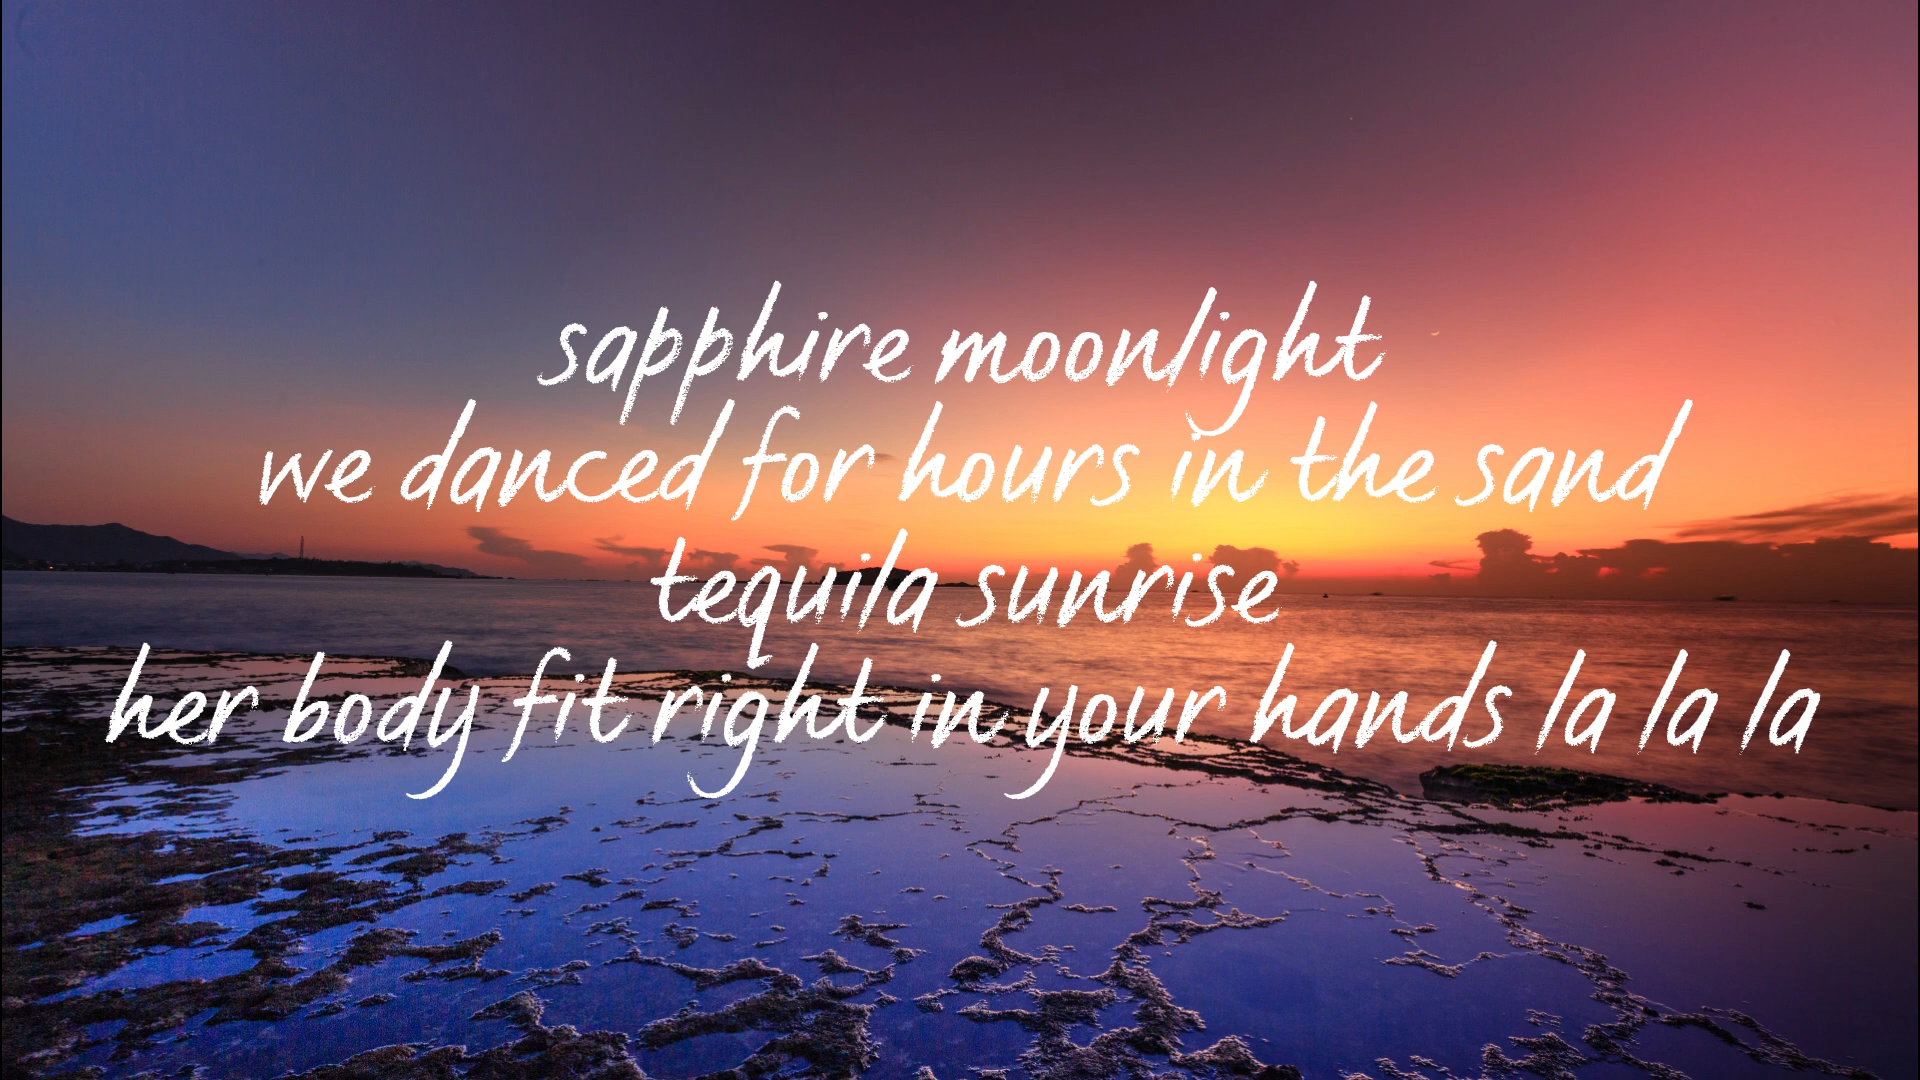 sapphire moonlight
we danced for hours in the sand
tequila sunrise
her body fit right in your hands la la la